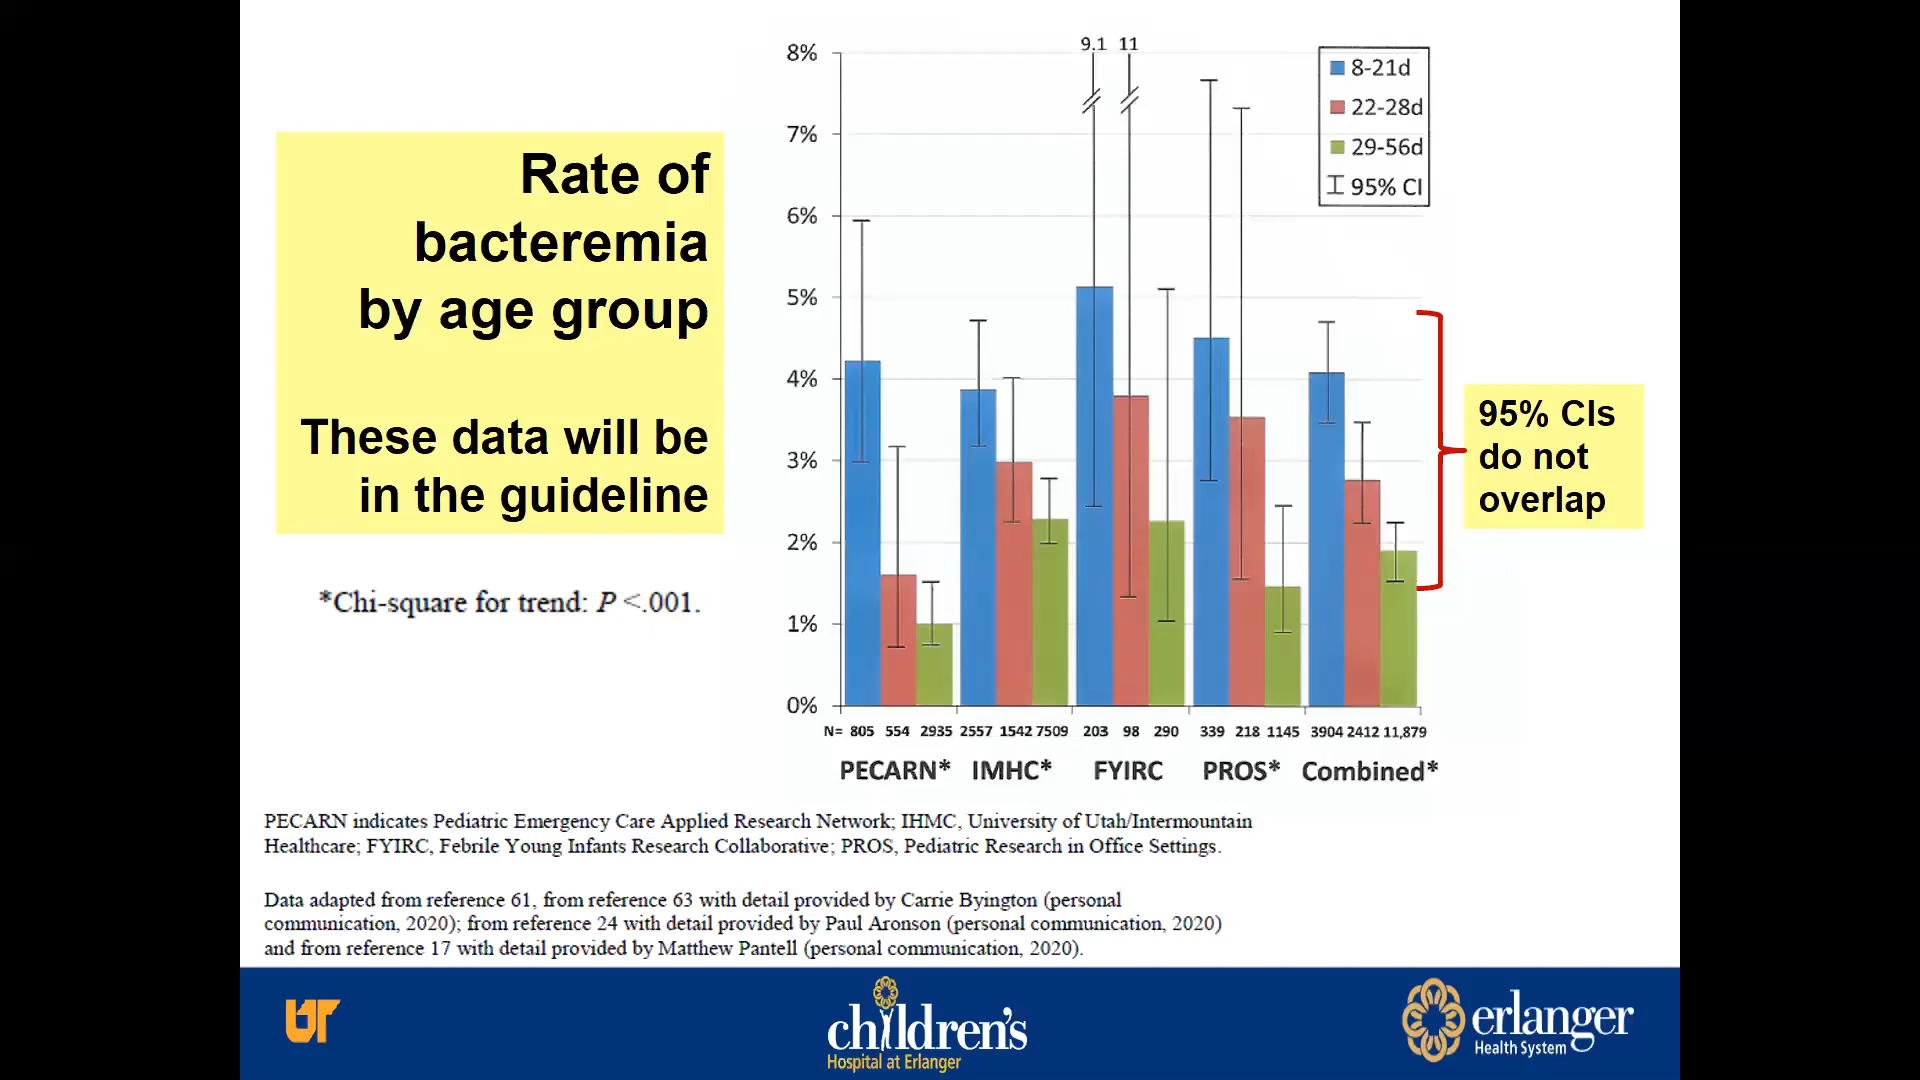 Rate of
bacteremia
by age group
These data will be
in the guideline
*Chi-square for trend: P <.001.
8%
7%
6%
5%
4%
3%
2%
1%
0%
9.1 11
8-21d
22-28d
29-56d
95% CI
95% CIs
do not
overlap
N= 805 554 2935 2557 1542 7509 203 98 290 339 218 1145 3904 2412 11,879
PECARN* IMHC* FYIRC PROS* Combined*
PECARN indicates Pediatric Emergency Care Applied Research Network; IHMC, University of Utah/Intermountain
Healthcare; FYIRC, Febrile Young Infants Research Collaborative; PROS, Pediatric Research in Office Settings.
Data adapted from reference 61, from reference 63 with detail provided by Carrie Byington (personal
communication, 2020); from reference 24 with detail provided by Paul Aronson (personal communication, 2020)
and from reference 17 with detail provided by Matthew Pantell (personal communication, 2020).
UT
children's
Hospital at Erlanger
erlanger
Health System